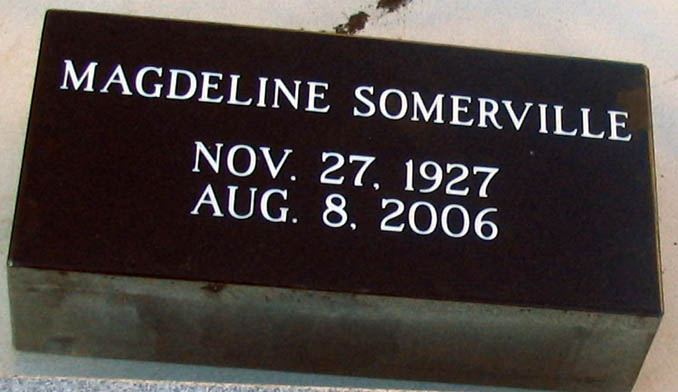 MAGDELINE SOMERVILLE
NOV. 27, 1927
AUG. 8, 2006